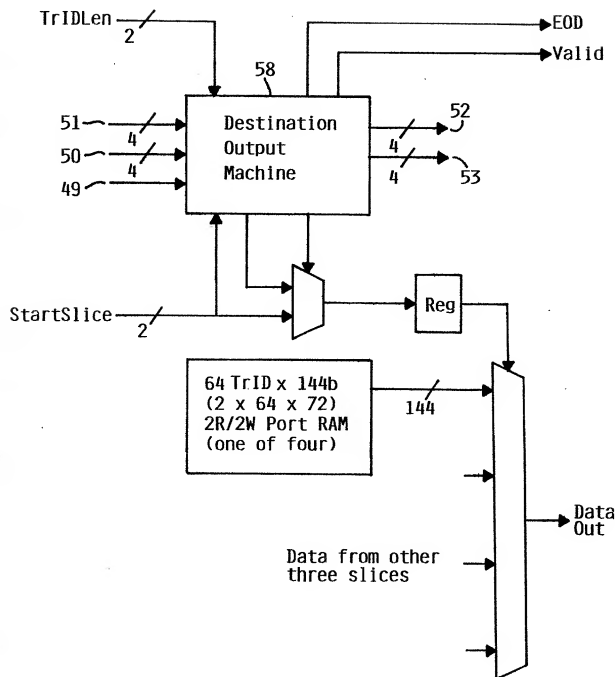 TrIDLen
2
EOD
Valid
58
Destination
Output
Machine
51
4
50
4
49
4
52
4
53
StartSlice
2
Reg
64 TrID x 144b
(2 x 64 x 72)
2R/2W Port RAM
(one of four)
144
Data
Out
Data from other
three slices